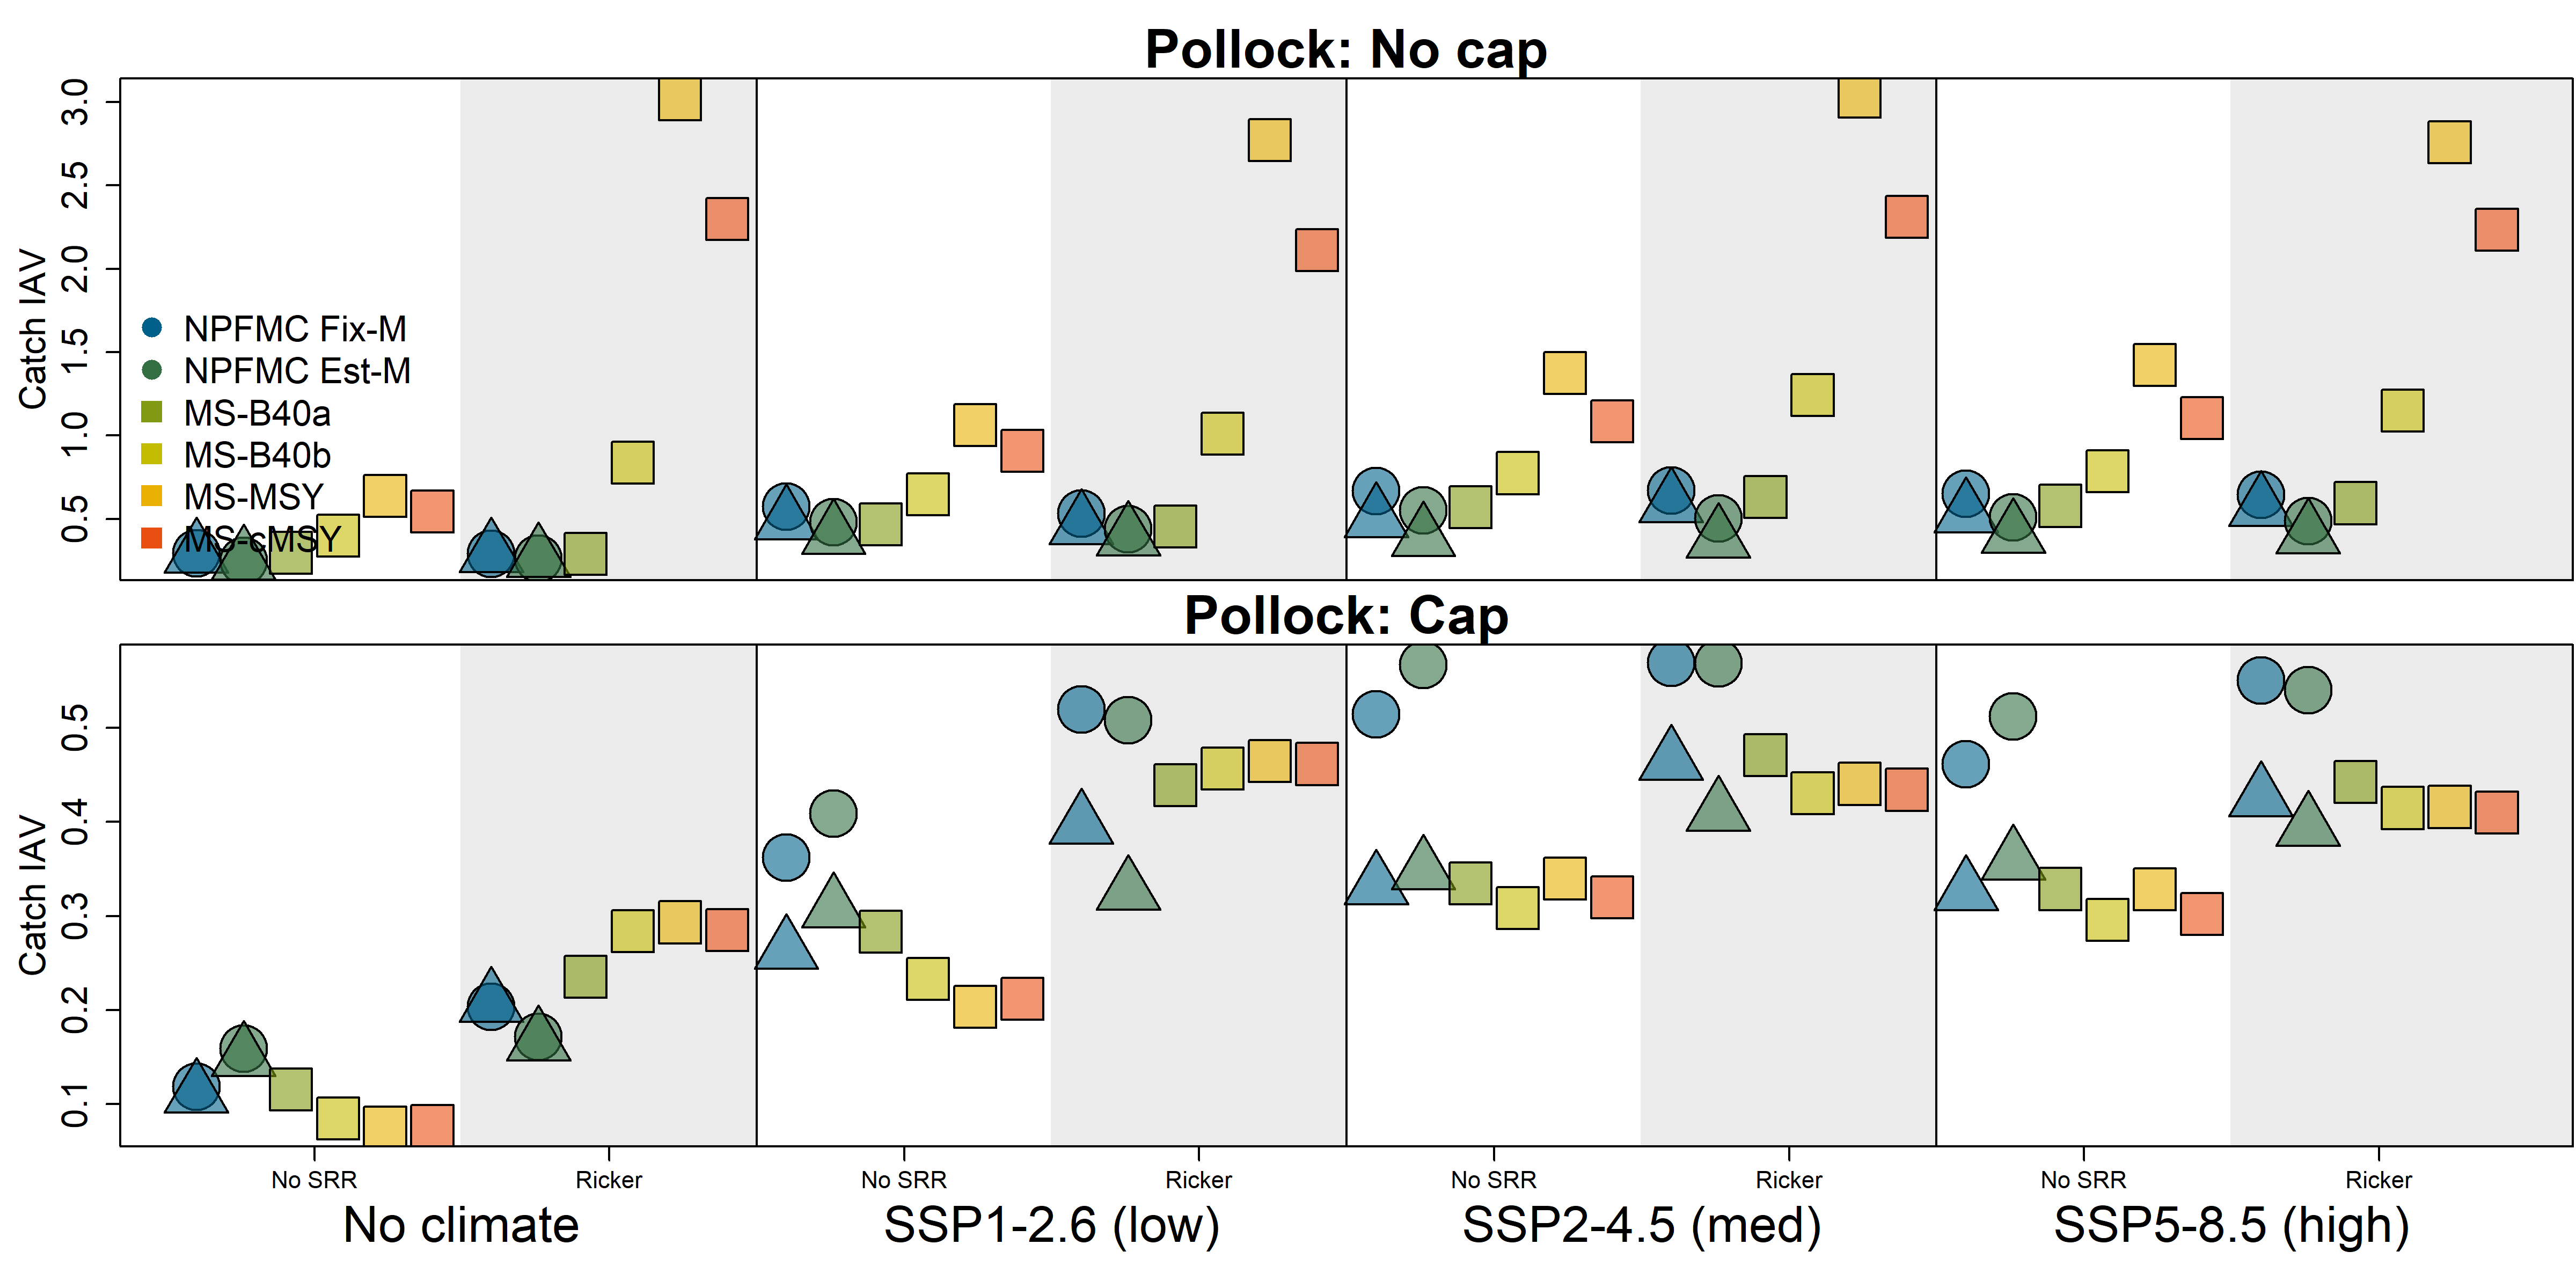 Pollock: No cap
Catch IAV
3.0
2.5
2.0
1.5
1.0
0.5
NPFMC Fix-M
NPFMC Est-M
MS-B40a
MS-B40b
MS-MSY
MS-cMSY
Pollock: Cap
Catch IAV
0.5
0.4
0.3
0.2
0.1
No SRR Ricker No SRR Ricker No SRR Ricker No SRR Ricker
No climate SSP1-2.6 (low) SSP2-4.5 (med) SSP5-8.5 (high)